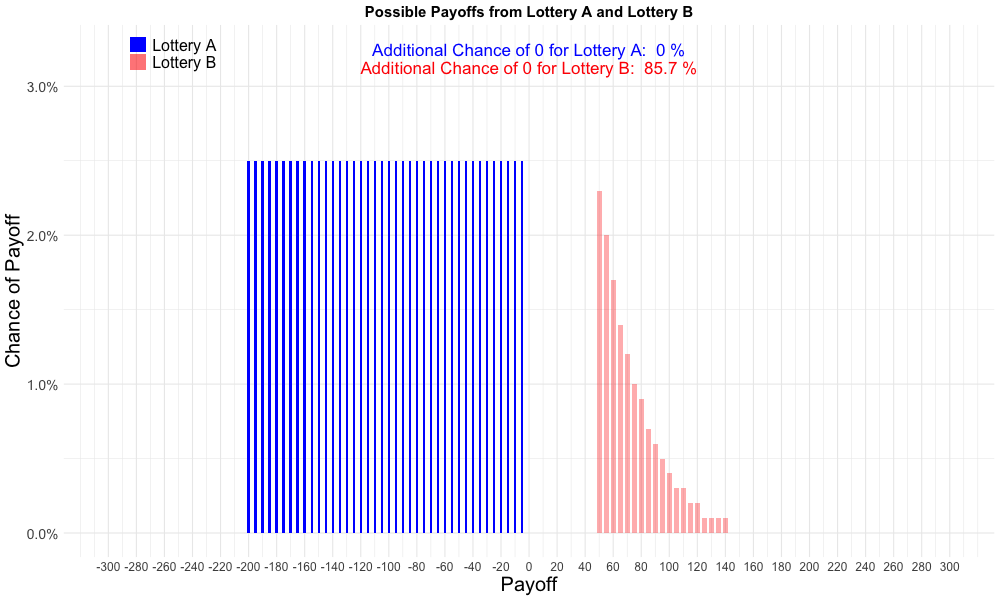 Possible Payoffs from Lottery A and Lottery B
Lottery A
Lottery B
Additional Chance of 0 for Lottery A:  0 %
Additional Chance of 0 for Lottery B:  85.7 %
Chance of Payoff
3.0%
2.0%
1.0%
0.0%
-300 -280 -260 -240 -220 -200 -180 -160 -140 -120 -100 -80 -60 -40 -20 0 20 40 60 80 100 120 140 160 180 200 220 240 260 280 300
Payoff